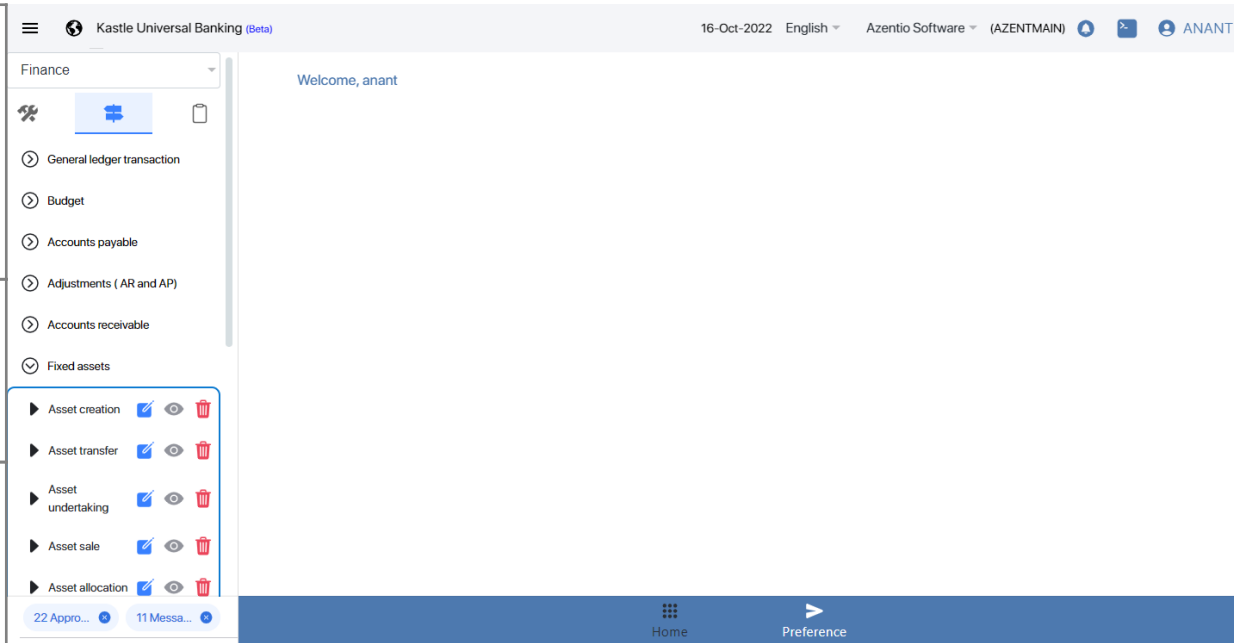 Kastle Universal Banking (Beta)
16-Oct-2022 English Azentio Software (AZENTMAIN) ANANT
Finance
Welcome, anant
General ledger transaction
Budget
Accounts payable
Adjustments ( AR and AP)
Accounts receivable
Fixed assets
Asset creation
Asset transfer
Asset
undertaking
Asset sale
Asset allocation
22 Appro... 11 Messa...
Home Preference